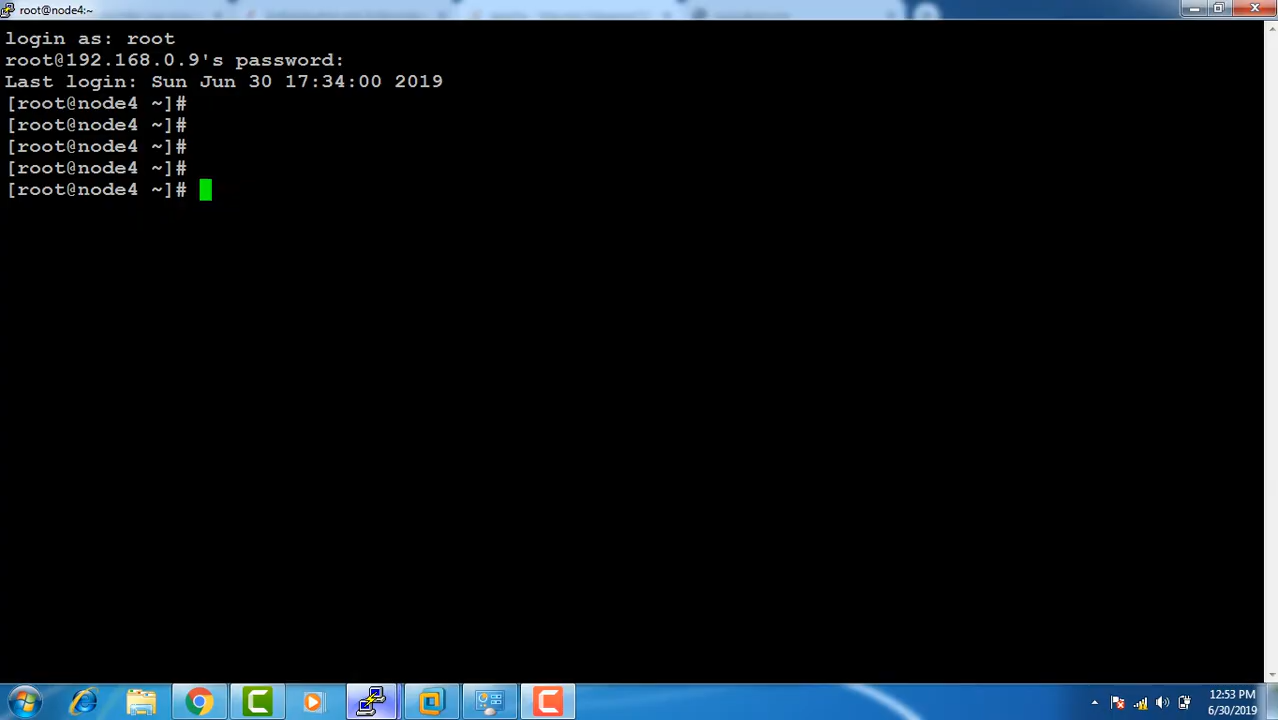 root@node4:~
login as: root
root@192.168.0.9's password:
Last login: Sun Jun 30 17:34:00 2019
[root@node4 ~]#
[root@node4 ~]#
[root@node4 ~]#
[root@node4 ~]#
[root@node4 ~]#
12:53 PM
6/30/2019